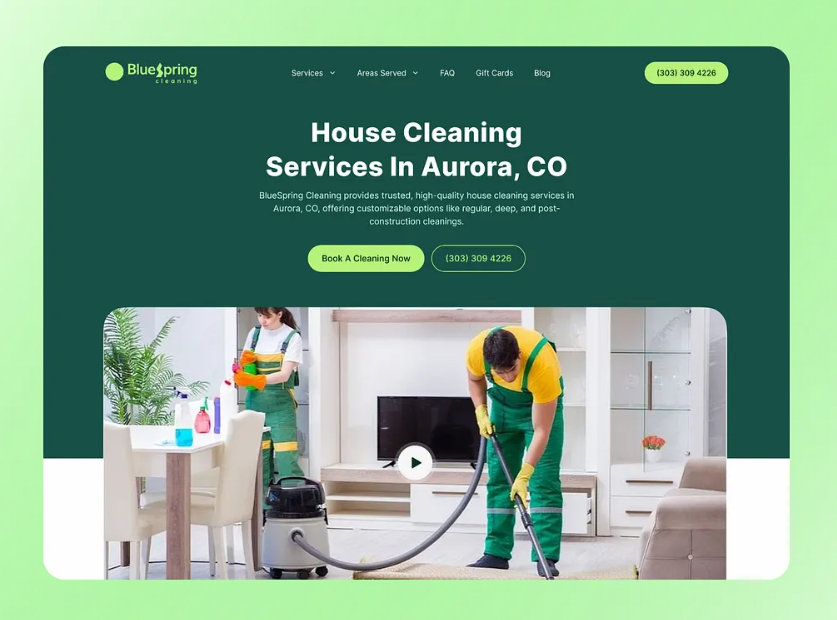 BlueSpring
cleaning
Services
Areas Served
FAQ
Gift Cards
Blog
(303) 309 4226
House Cleaning
Services In Aurora, CO
BlueSpring Cleaning provides trusted, high-quality house cleaning services in
Aurora, CO, offering customizable options like regular, deep, and post-
construction cleanings.
Book A Cleaning Now
(303) 309 4226